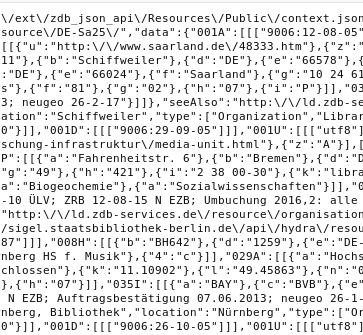 \/ext\/zdb_json_api\/Resources\/Public\/context.json
source\/DE-Sa25\/","data":{"001A":[[["9006:12-08-05"
[[{"u":"http:\/\/www.saarland.de\/48333.htm"},{"z":"
11"},{"b":"Schiffweiler"},{"d":"DE"},{"e":"66578"},{
:"DE"},{"e":"66024"},{"f":"Saarland"},{"g":"10 24 61
s"},{"f":"81"},{"g":"02"},{"h":"07"},{"i":"P"}]],"03
3; neugeo 26-2-17"}]]},"seeAlso":"http:\/\/ld.zdb-se
ation":"Schiffweiler","type":["Organization","Librar
0"}]],"001D":[[["9006:29-09-05"]]],"001U":[[["utf8"]
schung-infrastruktur\/media-unit.html"},{"z":"A"}],[
P":[[{"a":"Fahrenheitstr. 6"},{"b":"Bremen"},{"d":"D
"g":"49"},{"h":"421"},{"i":"2 38 00-30"},{"k":"libra
a":"Biogeochemie"},{"a":"Sozialwissenschaften"}]],"0
-10 ÜLV; ZRB 12-08-15 N EZB; Umbuchung 2016,2: alle
"http:\/\/ld.zdb-services.de\/resource\/organisation
/sigel.staatsbibliothek-berlin.de\/api\/hydra\/resou
87"]]],"008H":[[{"b":"BH642"},{"d":"1259"},{"e":"DE-
nberg HS f. Musik"},{"4":"c"}]],"029A":[[{"a":"Hochs
chlossen"},{"k":"11.10902"},{"l":"49.45863"},{"n":"0
},{"h":"07"}]],"035I":[[{"a":"BAY"},{"c":"BVB"},{"e"
 N EZB; Auftragsbestätigung 07.06.2013; neugeo 26-1-
rnberg, Bibliothek","location":"Nürnberg","type":["O
0"}]],"001D":[[["9006:26-10-05"]]],"001U":[[["utf8"]